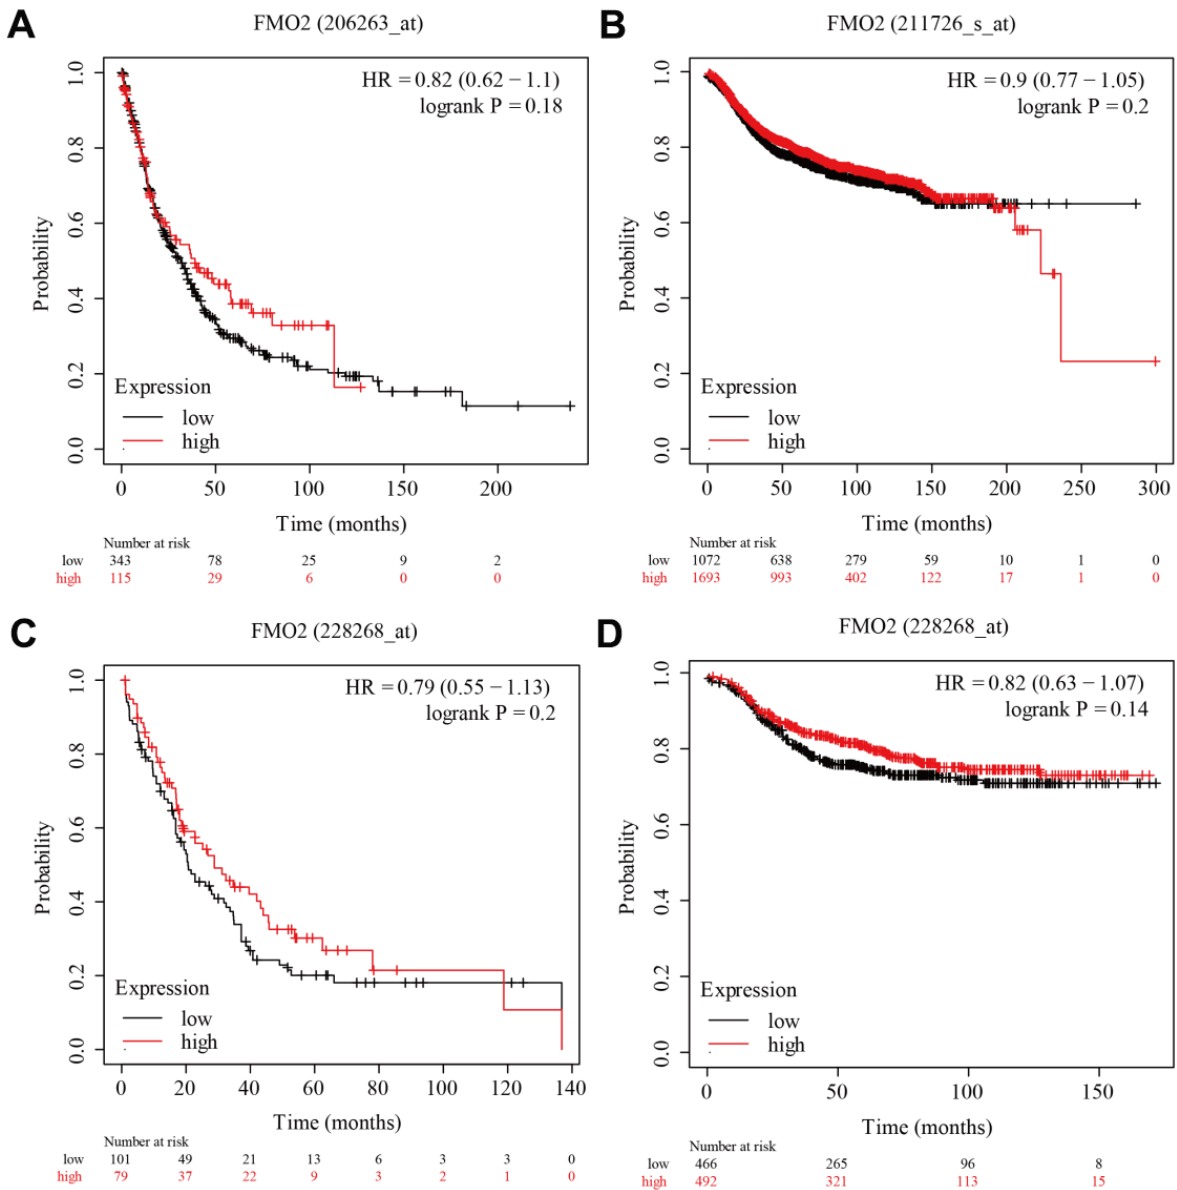 A
FMO2 (206263_at)
HR = 0.82 (0.62 − 1.1)
logrank P = 0.18
Probability
1.0
0.8
0.6
0.4
0.2
0.0
Expression
low
high
0 50 100 150 200
Time (months)
Number at risk
low 343 78 25 9 2
high 115 29 6 0 0
B
FMO2 (211726_s_at)
HR = 0.9 (0.77 − 1.05)
logrank P = 0.2
Probability
1.0
0.8
0.6
0.4
0.2
0.0
Expression
low
high
0 50 100 150 200 250 300
Time (months)
Number at risk
low 1072 638 279 59 10 1 0
high 1693 993 402 122 17 1 0
C
FMO2 (228268_at)
HR = 0.79 (0.55 − 1.13)
logrank P = 0.2
Probability
1.0
0.8
0.6
0.4
0.2
0.0
Expression
low
high
0 20 40 60 80 100 120 140
Time (months)
Number at risk
low 101 49 21 13 6 3 3 0
high 79 37 22 9 3 2 1 0
D
FMO2 (228268_at)
HR = 0.82 (0.63 − 1.07)
logrank P = 0.14
Probability
1.0
0.8
0.6
0.4
0.2
0.0
Expression
low
high
0 50 100 150
Time (months)
Number at risk
low 466 265 96 8
high 492 321 113 15